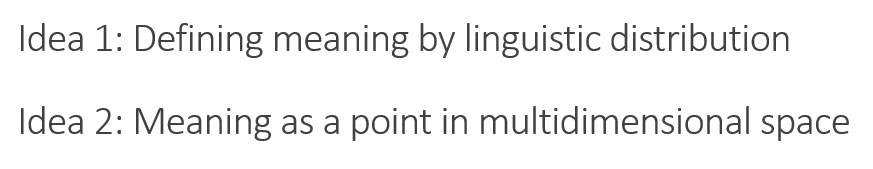 Idea 1: Defining meaning by linguistic distribution
Idea 2: Meaning as a point in multidimensional space